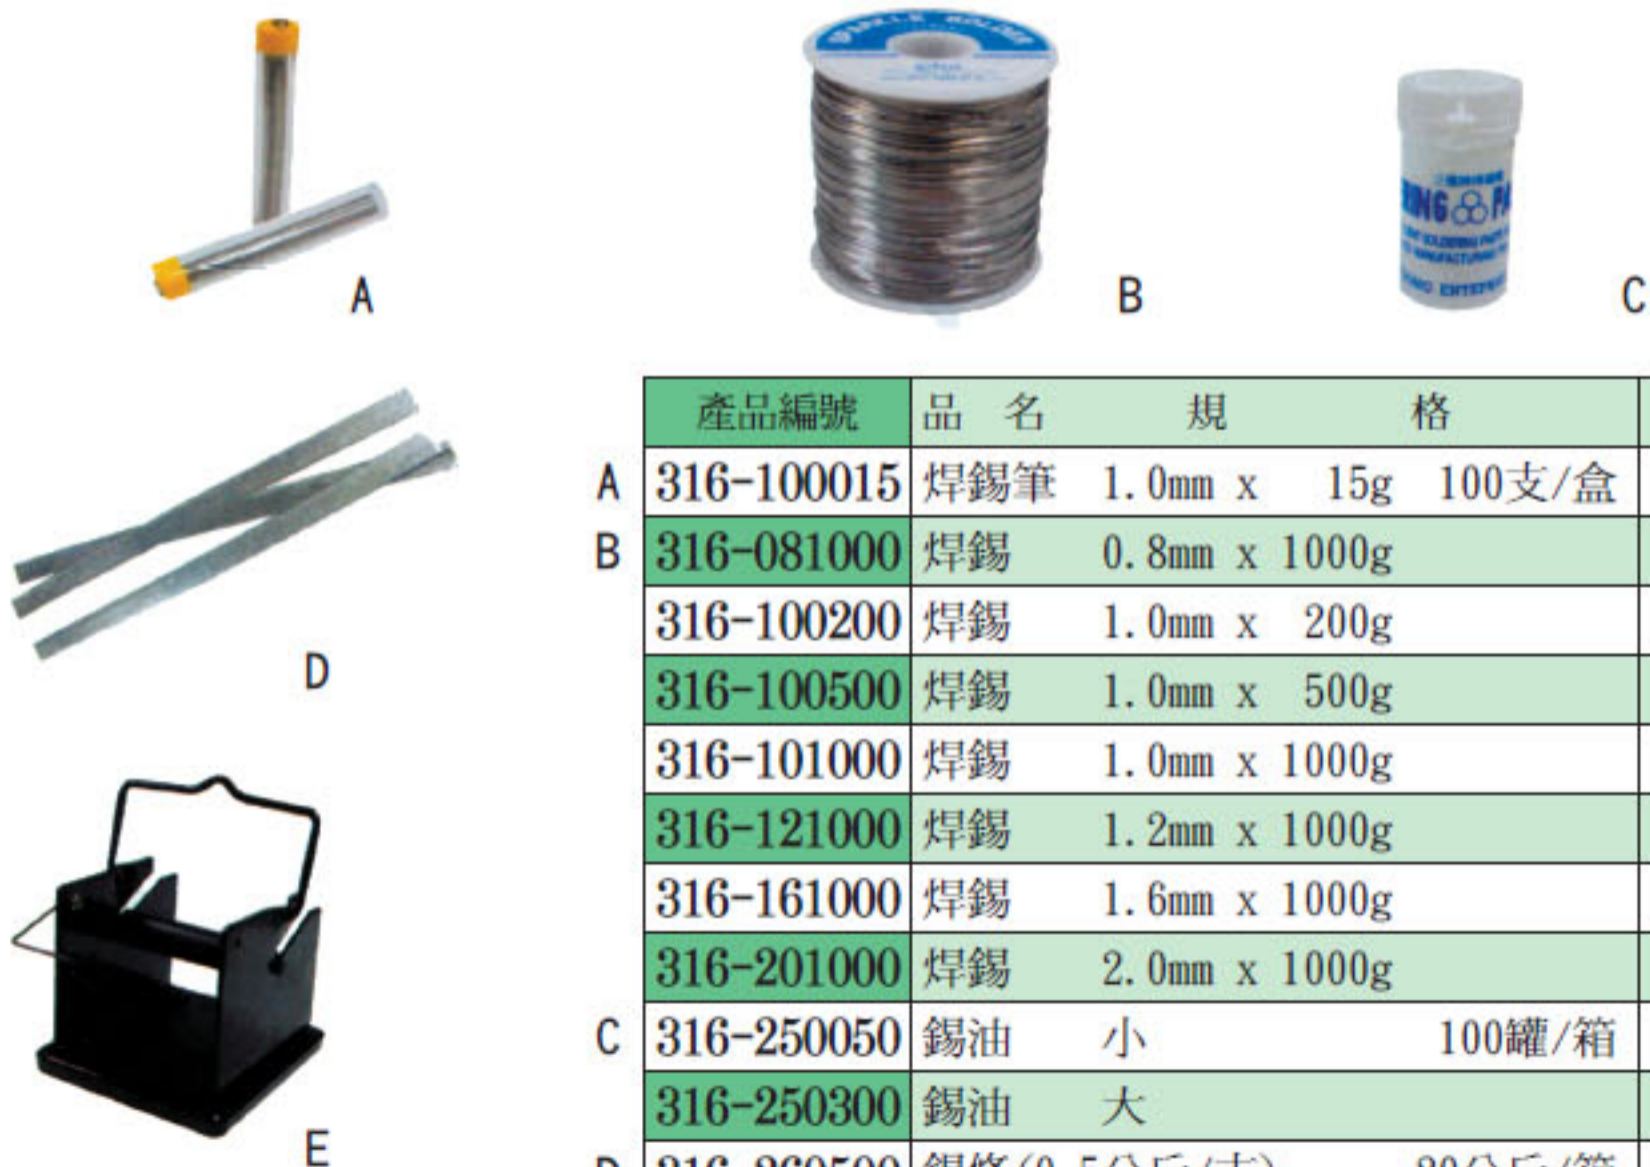 SPARKLE SOLDER
A
B
RING PA
C
D
E
產品編號 品 名 規 格
A 316-100015 焊錫筆 1.0mm x 15g 100支/盒
B 316-081000 焊錫 0.8mm x 1000g
316-100200 焊錫 1.0mm x 200g
316-100500 焊錫 1.0mm x 500g
316-101000 焊錫 1.0mm x 1000g
316-121000 焊錫 1.2mm x 1000g
316-161000 焊錫 1.6mm x 1000g
316-201000 焊錫 2.0mm x 1000g
C 316-250050 錫油 小 100罐/箱
316-250300 錫油 大